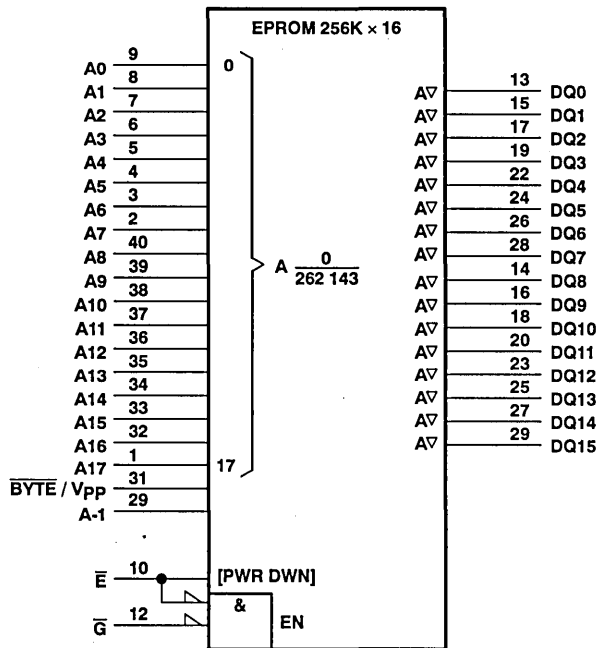 EPROM 256K × 16
A0 9 0
A1 8
A2 7
A3 6
A4 5
A5 4
A6 3
A7 2
A8 40
A9 39
A10 38
A11 37
A12 36
A13 35
A14 34
A15 33
A16 32
A17 1 17
BYTE / VPP 31
A-1 29
A 0
262 143
A▽ 13 DQ0
A▽ 15 DQ1
A▽ 17 DQ2
A▽ 19 DQ3
A▽ 22 DQ4
A▽ 24 DQ5
A▽ 26 DQ6
A▽ 28 DQ7
A▽ 14 DQ8
A▽ 16 DQ9
A▽ 18 DQ10
A▽ 20 DQ11
A▽ 23 DQ12
A▽ 25 DQ13
A▽ 27 DQ14
A▽ 29 DQ15
E 10 [PWR DWN]
&
G 12 EN